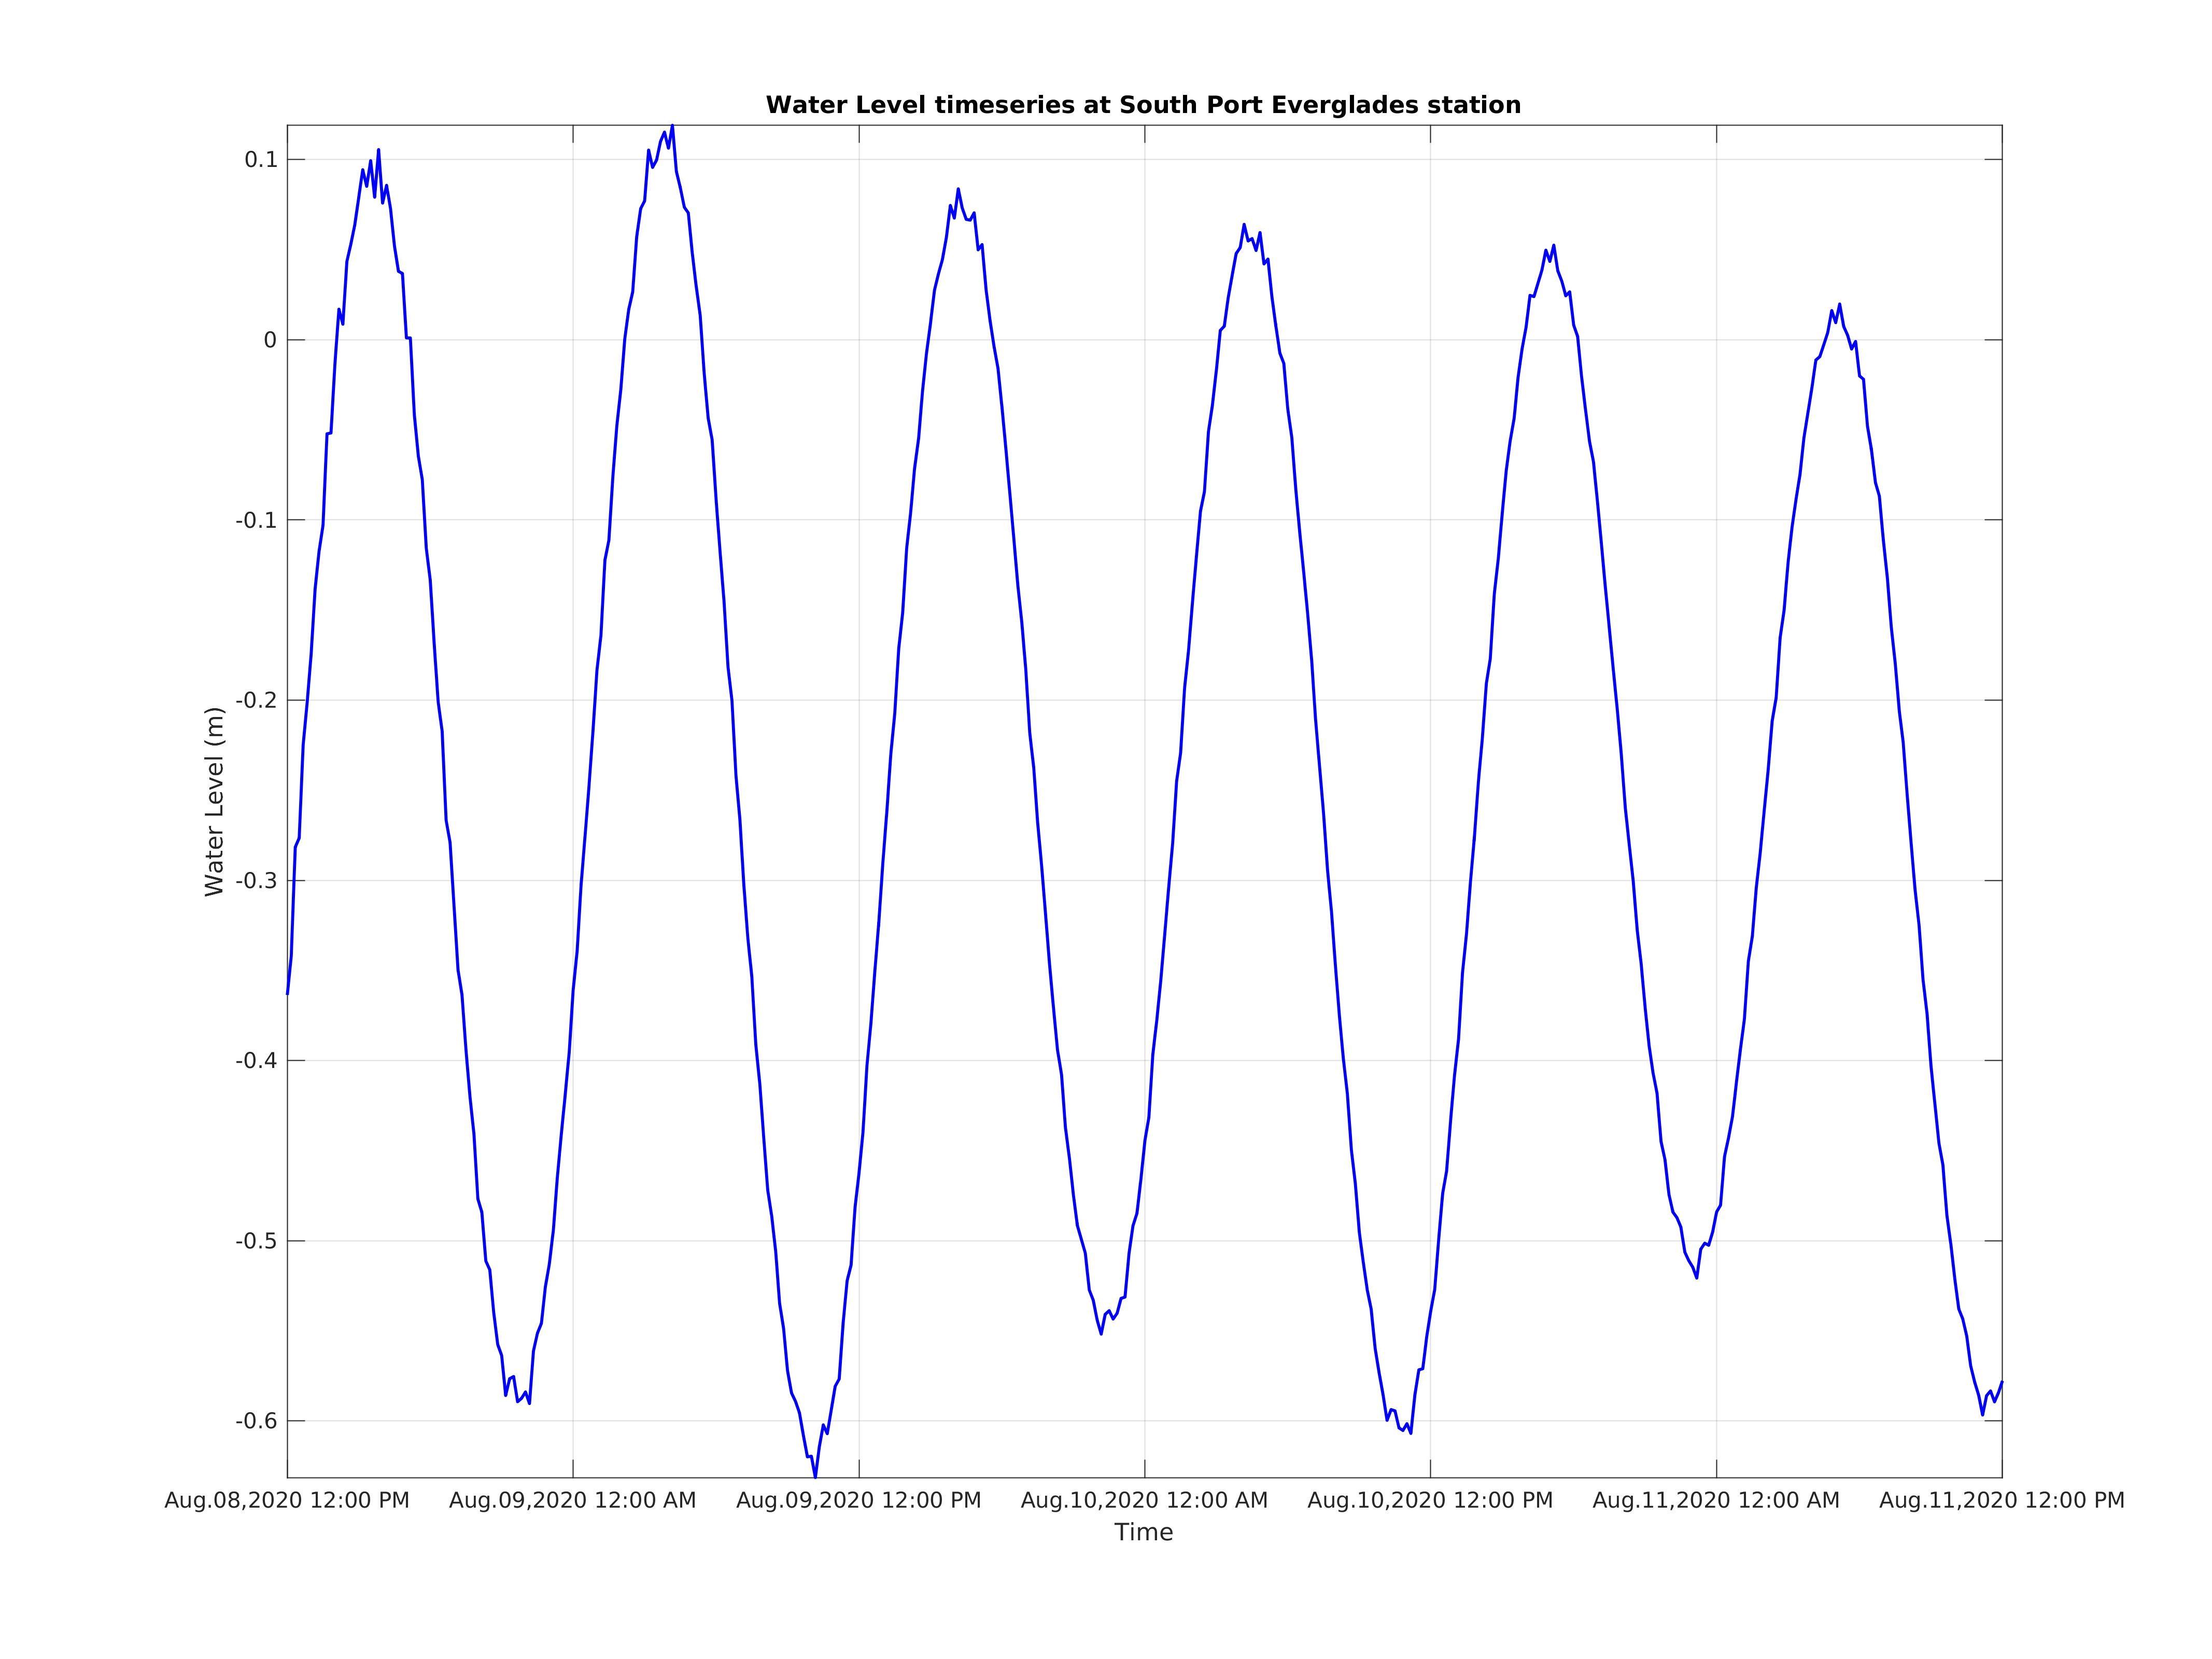 Water Level timeseries at South Port Everglades station
0.1
0
-0.1
-0.2
-0.3
-0.4
-0.5
-0.6
Water Level (m)
Aug.08,2020 12:00 PM
Aug.09,2020 12:00 AM
Aug.09,2020 12:00 PM
Aug.10,2020 12:00 AM
Aug.10,2020 12:00 PM
Aug.11,2020 12:00 AM
Aug.11,2020 12:00 PM
Time